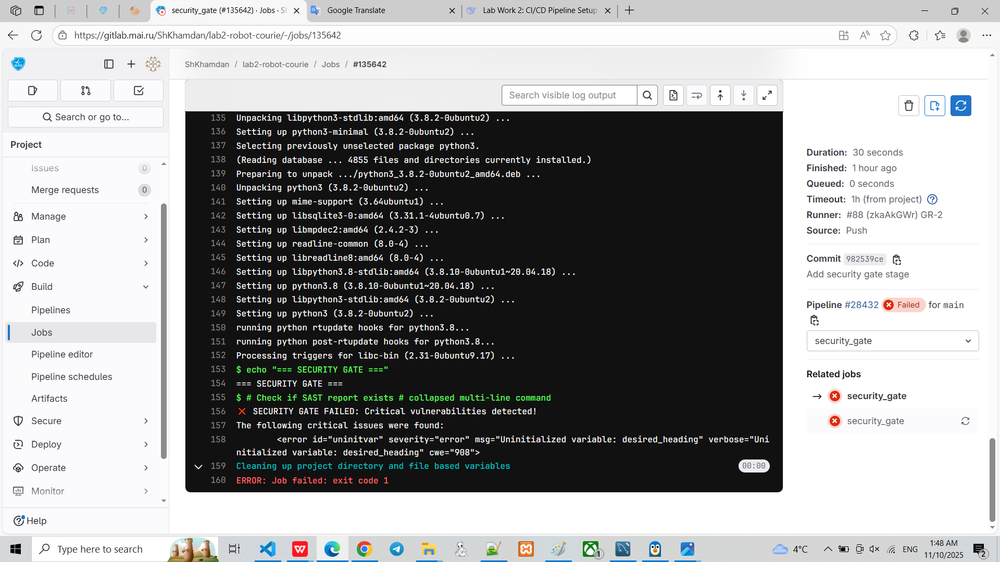 security_gate (#135642) · Jobs · Sh
Google Translate
Lab Work 2: CI/CD Pipeline Setup
https://gitlab.mai.ru/ShKhamdan/lab2-robot-courie/-/jobs/135642
ShKhamdan / lab2-robot-courie / Jobs / #135642
Search or go to...
Project
Issues 0
Merge requests 0
Manage
Plan
Code
Build
Pipelines
Jobs
Pipeline editor
Pipeline schedules
Artifacts
Secure
Deploy
Operate
Monitor
Help
Search visible log output
135 Unpacking libpython3-stdlib:amd64 (3.8.2-0ubuntu2) ...
136 Setting up python3-minimal (3.8.2-0ubuntu2) ...
137 Selecting previously unselected package python3.
138 (Reading database ... 4855 files and directories currently installed.)
139 Preparing to unpack .../python3_3.8.2-0ubuntu2_amd64.deb ...
140 Unpacking python3 (3.8.2-0ubuntu2) ...
141 Setting up mime-support (3.64ubuntu1) ...
142 Setting up libsqlite3-0:amd64 (3.31.1-4ubuntu0.7) ...
143 Setting up libmpdec2:amd64 (2.4.2-3) ...
144 Setting up readline-common (8.0-4) ...
145 Setting up libreadline8:amd64 (8.0-4) ...
146 Setting up libpython3.8-stdlib:amd64 (3.8.10-0ubuntu1~20.04.18) ...
147 Setting up python3.8 (3.8.10-0ubuntu1~20.04.18) ...
148 Setting up libpython3-stdlib:amd64 (3.8.2-0ubuntu2) ...
149 Setting up python3 (3.8.2-0ubuntu2) ...
150 running python rtupdate hooks for python3.8...
151 running python post-rtupdate hooks for python3.8...
152 Processing triggers for libc-bin (2.31-0ubuntu9.17) ...
153 $ echo "=== SECURITY GATE ==="
154 === SECURITY GATE ===
155 $ # Check if SAST report exists # collapsed multi-line command
156 ❌ SECURITY GATE FAILED: Critical vulnerabilities detected!
157 The following critical issues were found:
158 <error id="uninitvar" severity="error" msg="Uninitialized variable: desired_heading" verbose="Uni
nitialized variable: desired_heading" cwe="908">
159 Cleaning up project directory and file based variables 00:00
160 ERROR: Job failed: exit code 1
Duration: 30 seconds
Finished: 1 hour ago
Queued: 0 seconds
Timeout: 1h (from project)
Runner: #88 (zkaAkGWr) GR-2
Source: Push
Commit 982539ce
Add security gate stage
Pipeline #28432 Failed for main
security_gate
Related jobs
→ security_gate
security_gate
Type here to search
1
4°C
ENG
1:48 AM
11/10/2025
2